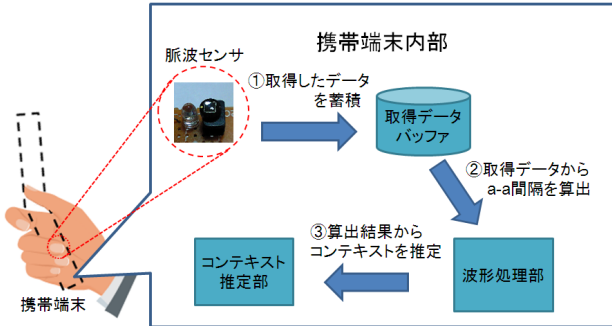 携帯端末内部
脈波センサ
①取得したデータ
を蓄積
取得データ
バッファ
②取得データから
a-a間隔を算出
③算出結果から
コンテキストを推定
波形処理部
コンテキスト
推定部
携帯端末